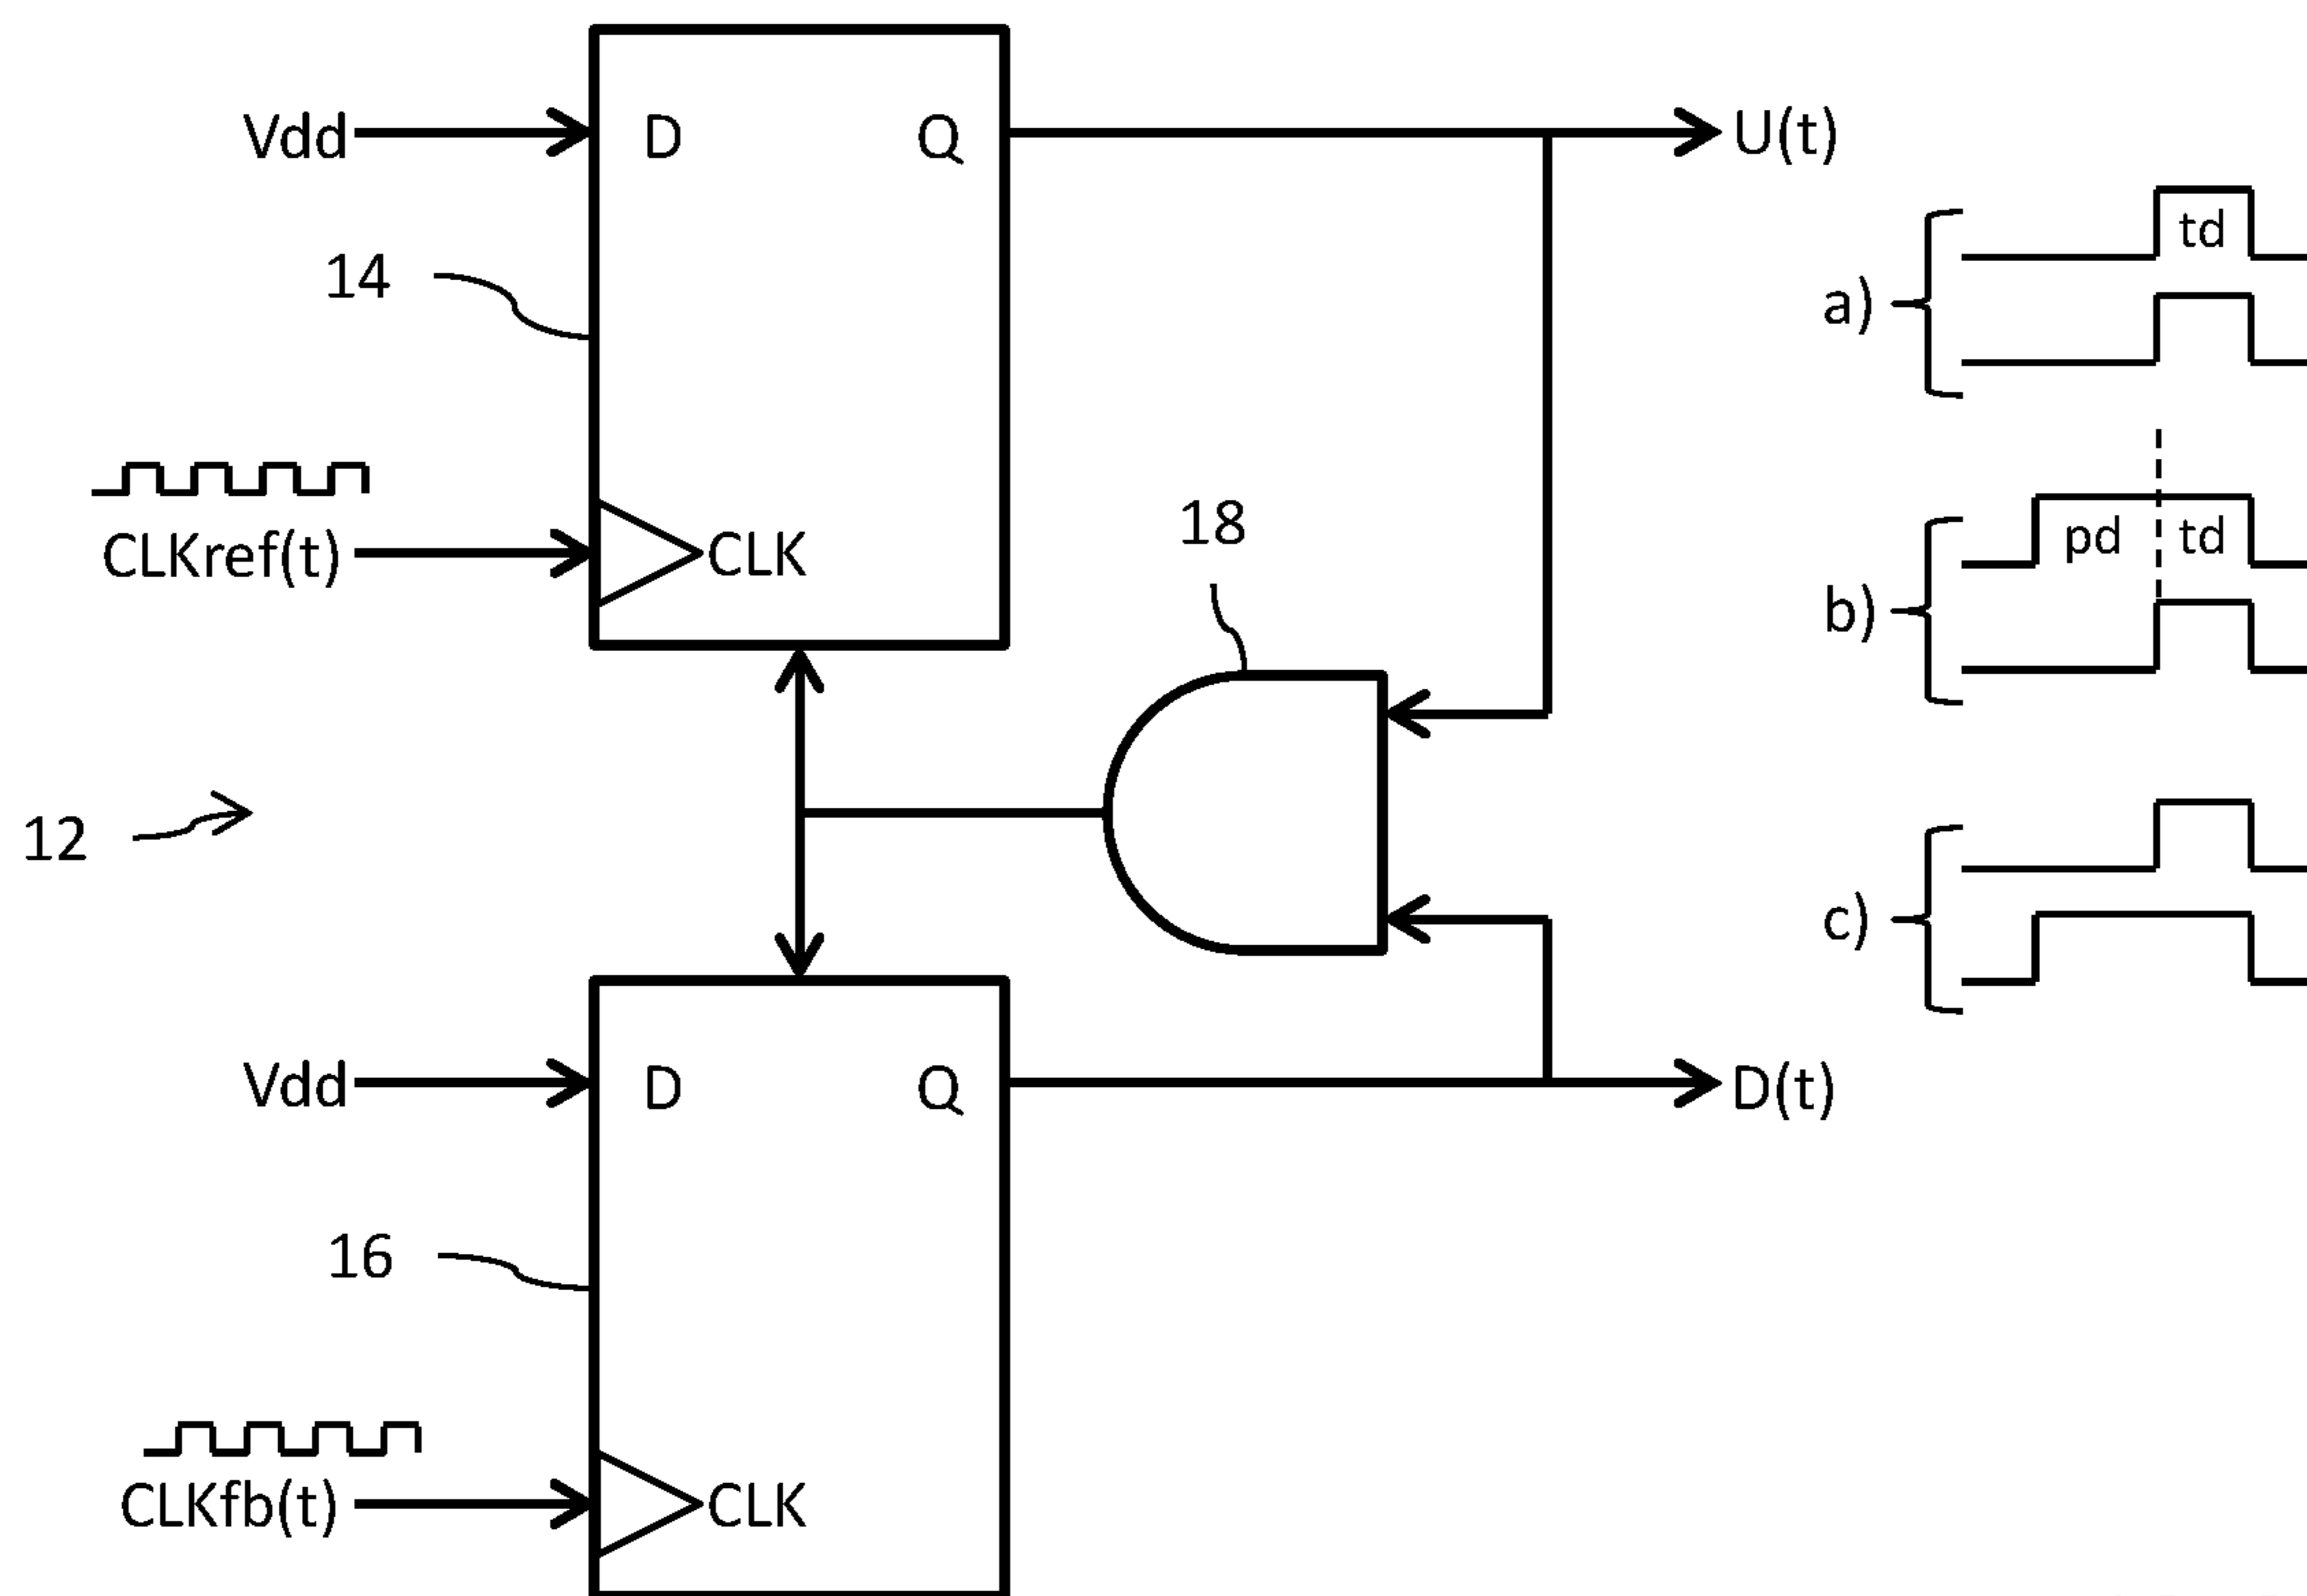 Vdd
D
Q
U(t)
14
td
a)
CLKref(t)
CLK
18
pd
td
b)
12
c)
Vdd
D
Q
D(t)
16
CLKfb(t)
CLK